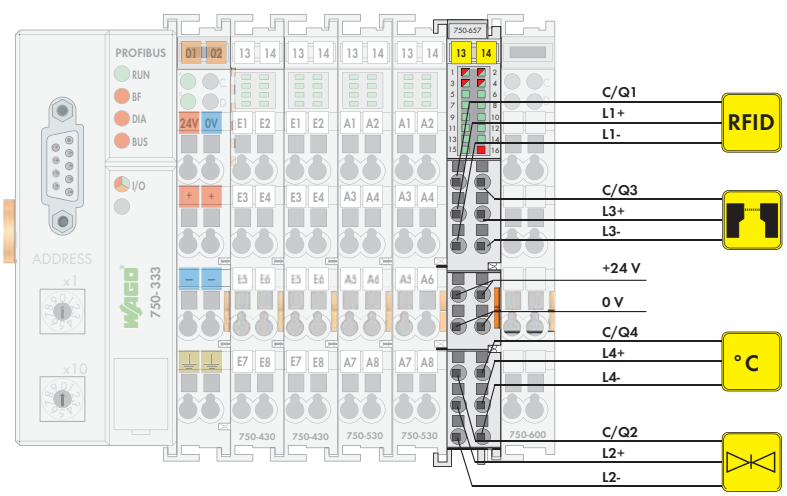 750-657
PROFIBUS
RUN
BF
DIA
BUS
I/O
ADDRESS
x1
x10
WAGO
750-333
01 02
C
D
24V 0V
+ +
− −
13 14
E1 E2
E3 E4
E5 E6
E7 E8
750-430
13 14
E1 E2
E3 E4
E5 E6
E7 E8
750-430
13 14
A1 A2
A3 A4
A5 A6
A7 A8
750-530
13 14
A1 A2
A3 A4
A5 A6
A7 A8
750-530
13 14
1 2
3 4
5 6
7 8
9 10
11 12
13 14
15 16
750-600
C/Q1
L1+
L1-
RFID
C/Q3
L3+
L3-
+24 V
0 V
C/Q4
L4+
L4-
°C
C/Q2
L2+
L2-